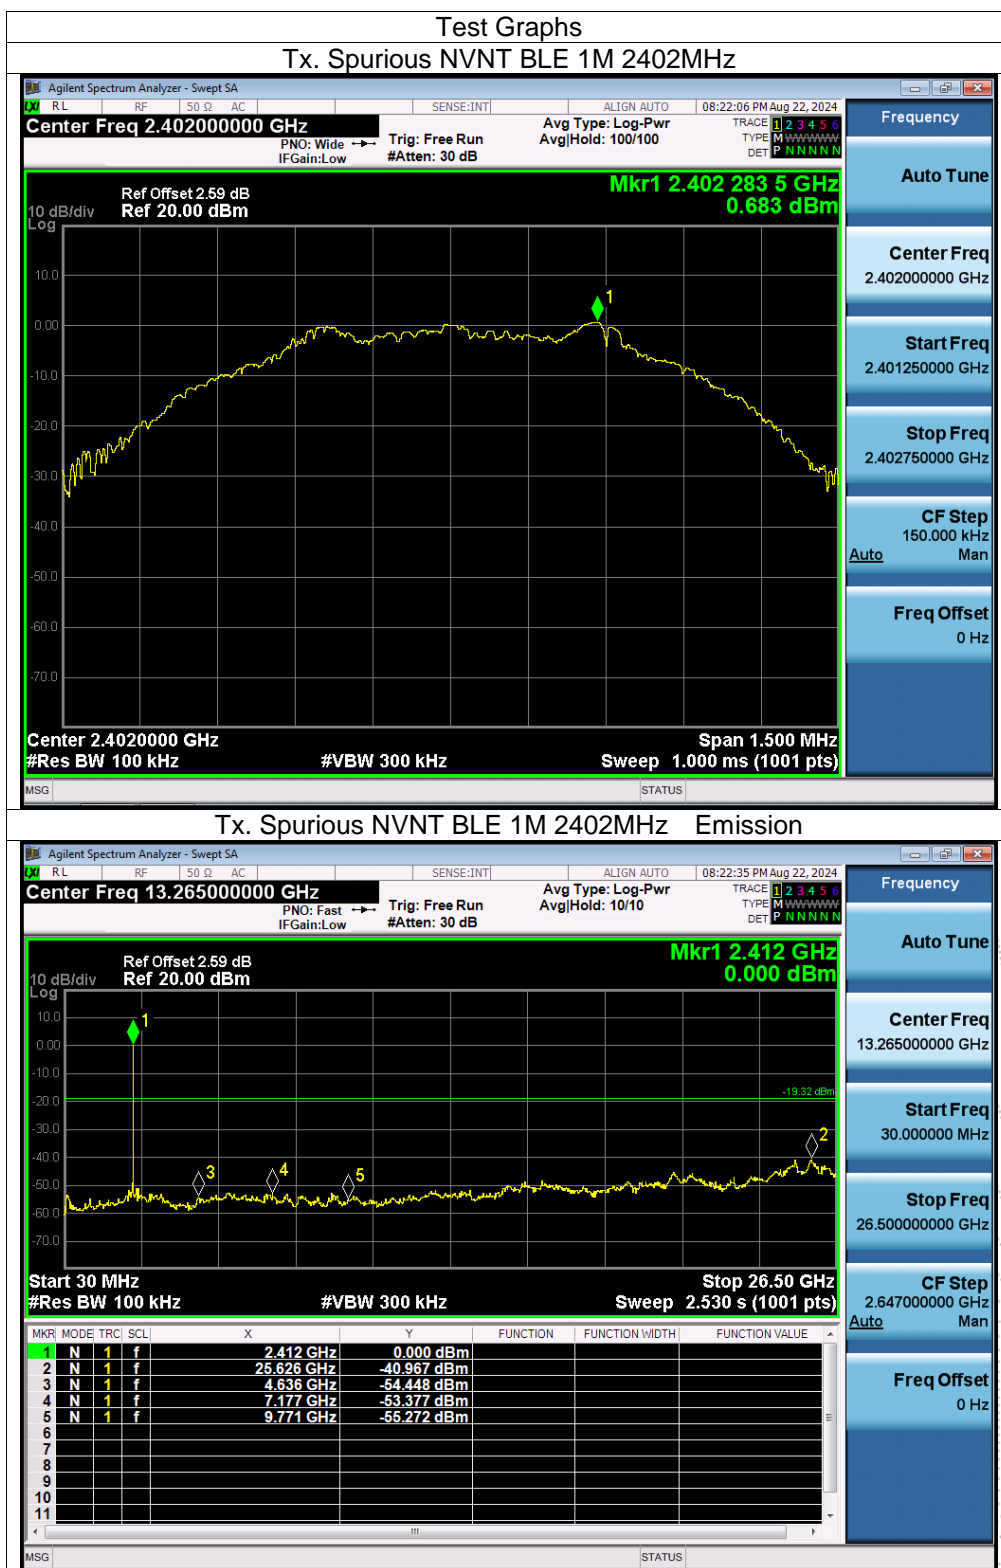 Test Graphs
Tx. Spurious NVNT BLE 1M 2402MHz
Agilent Spectrum Analyzer - Swept SA
LXI RL RF 50 Ω AC SENSE:INT ALIGN AUTO 08:22:06 PM Aug 22, 2024
Center Freq 2.402000000 GHz
PNO: Wide
IFGain:Low
Trig: Free Run
#Atten: 30 dB
Avg Type: Log-Pwr
Avg|Hold: 100/100
TRACE 1 2 3 4 5 6
TYPE M WWWWW
DET P N N N N N
Ref Offset 2.59 dB
10 dB/div Ref 20.00 dBm
Log
Mkr1 2.402 283 5 GHz
0.683 dBm
10.0
0.00
-10.0
-20.0
-30.0
-40.0
-50.0
-60.0
-70.0
1
Center 2.4020000 GHz Span 1.500 MHz
#Res BW 100 kHz #VBW 300 kHz Sweep 1.000 ms (1001 pts)
MSG STATUS
Frequency
Auto Tune
Center Freq
2.402000000 GHz
Start Freq
2.401250000 GHz
Stop Freq
2.402750000 GHz
CF Step
150.000 kHz
Auto Man
Freq Offset
0 Hz
Tx. Spurious NVNT BLE 1M 2402MHz Emission
Agilent Spectrum Analyzer - Swept SA
LXI RL RF 50 Ω AC SENSE:INT ALIGN AUTO 08:22:35 PM Aug 22, 2024
Center Freq 13.265000000 GHz
PNO: Fast
IFGain:Low
Trig: Free Run
#Atten: 30 dB
Avg Type: Log-Pwr
Avg|Hold: 10/10
TRACE 1 2 3 4 5 6
TYPE M WWWWW
DET P N N N N N
Ref Offset 2.59 dB
10 dB/div Ref 20.00 dBm
Log
Mkr1 2.412 GHz
0.000 dBm
10.0
0.00
-10.0
-20.0
-30.0
-40.0
-50.0
-60.0
-70.0
1
-19.32 dBm
2
3
4
5
Start 30 MHz Stop 26.50 GHz
#Res BW 100 kHz #VBW 300 kHz Sweep 2.530 s (1001 pts)
MKR MODE TRC SCL X Y FUNCTION FUNCTION WIDTH FUNCTION VALUE
1 N 1 f 2.412 GHz 0.000 dBm
2 N 1 f 25.626 GHz -40.967 dBm
3 N 1 f 4.636 GHz -54.448 dBm
4 N 1 f 7.177 GHz -53.377 dBm
5 N 1 f 9.771 GHz -55.272 dBm
6
7
8
9
10
11
MSG STATUS
Frequency
Auto Tune
Center Freq
13.265000000 GHz
Start Freq
30.000000 MHz
Stop Freq
26.500000000 GHz
CF Step
2.647000000 GHz
Auto Man
Freq Offset
0 Hz